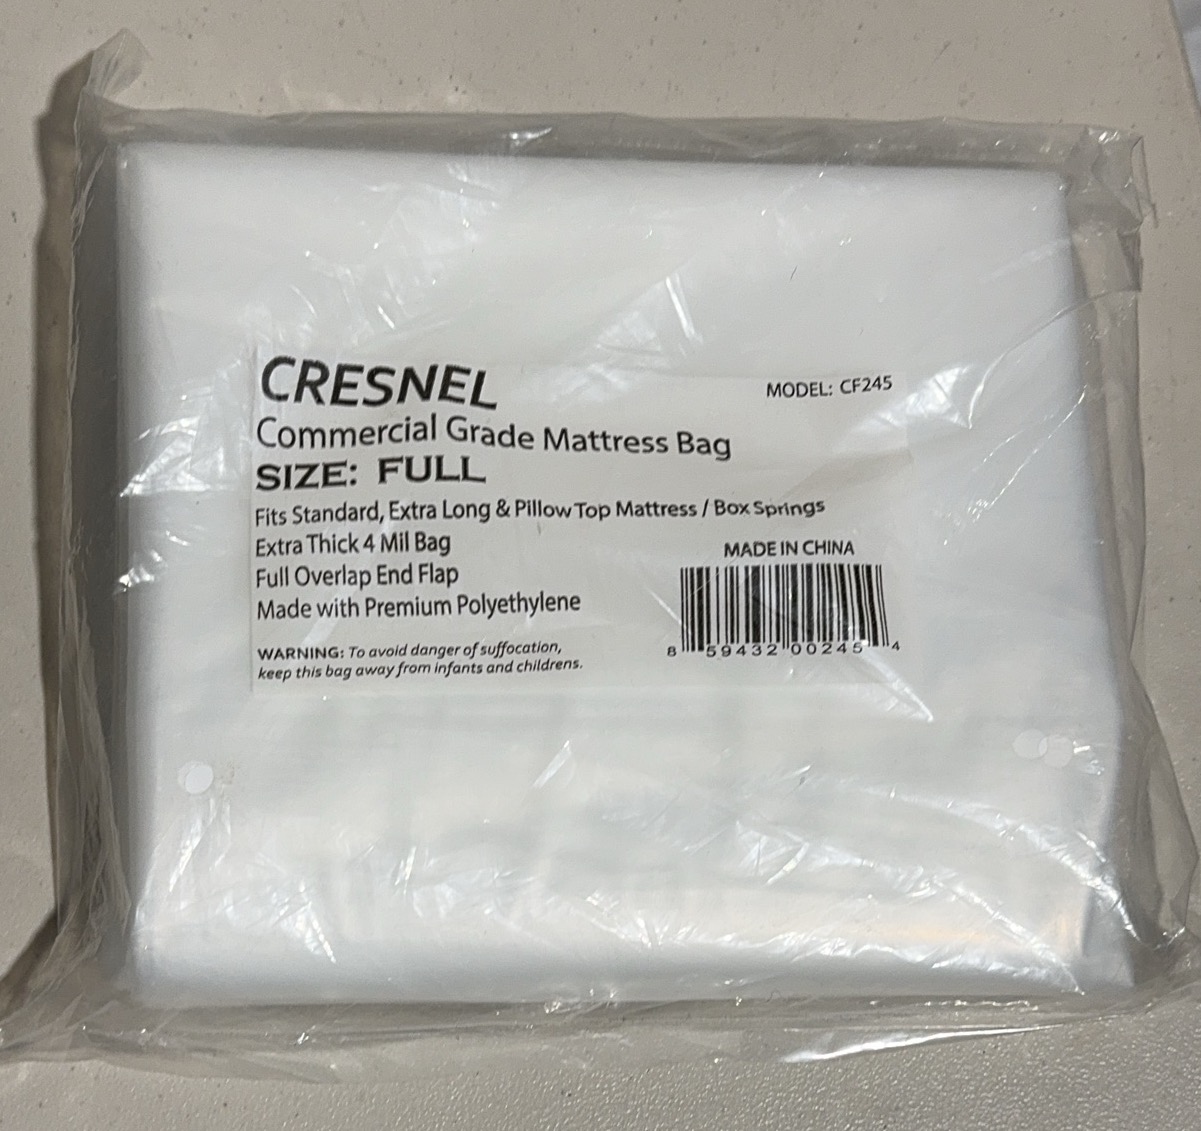 CRESNEL
MODEL: CF245
Commercial Grade Mattress Bag
SIZE: FULL
Fits Standard, Extra Long & Pillow Top Mattress / Box Springs
Extra Thick 4 Mil Bag
MADE IN CHINA
Full Overlap End Flap
Made with Premium Polyethylene
WARNING: To avoid danger of suffocation,
keep this bag away from infants and childrens.
8 59432 00245 4